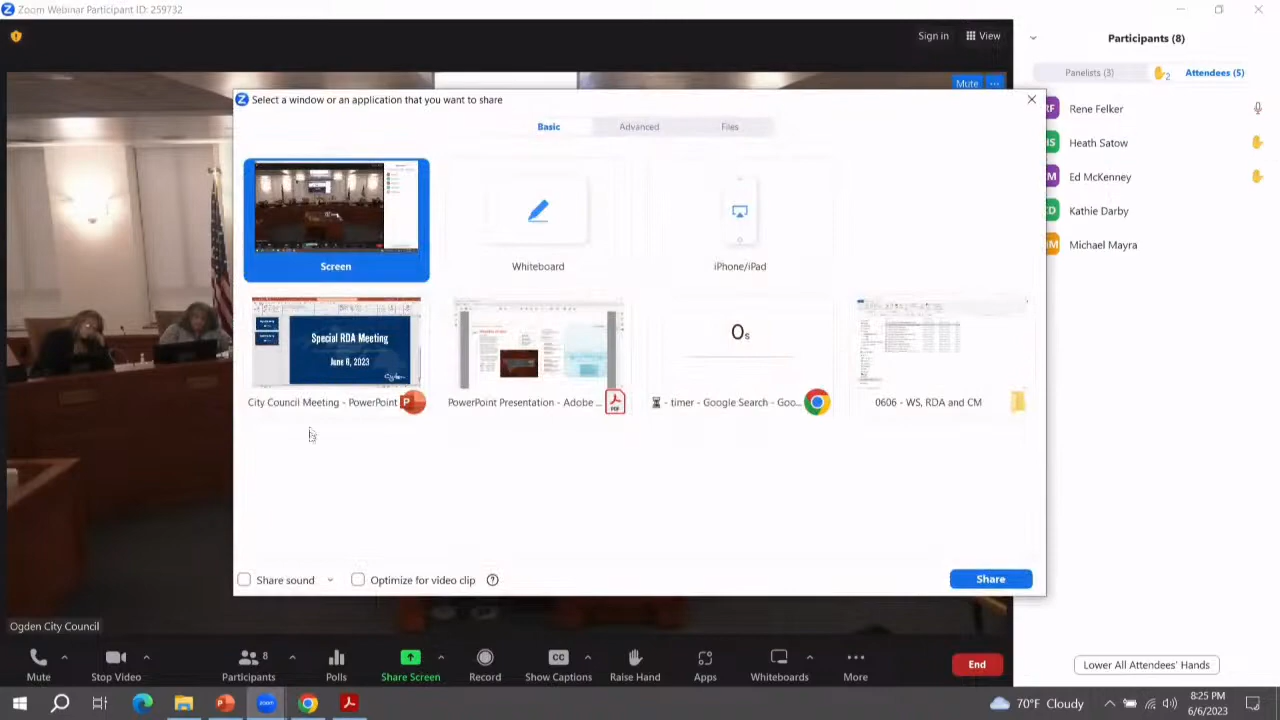 Zoom Webinar Participant ID: 259732
Sign in
View
Participants (8)
Panelists (3)
2
Attendees (5)
Mute
Select a window or an application that you want to share
Basic
Advanced
Files
Rene Felker
Heath Satow
Ed McKenney
Kathie Darby
Michael Mayra
Screen
Whiteboard
iPhone/iPad
Special RDA Meeting
June 6, 2023
0s
City Council Meeting - PowerPoint
PowerPoint Presentation - Adobe ...
PDF
- timer - Google Search - Goo...
0606 - WS, RDA and CM
Share sound
Optimize for video clip
Share
Ogden City Council
Mute
Stop Video
8
Participants
Polls
Share Screen
Record
CC
Show Captions
Raise Hand
Apps
Whiteboards
More
End
Lower All Attendees' Hands
zoom
70°F Cloudy
8:25 PM
6/6/2023